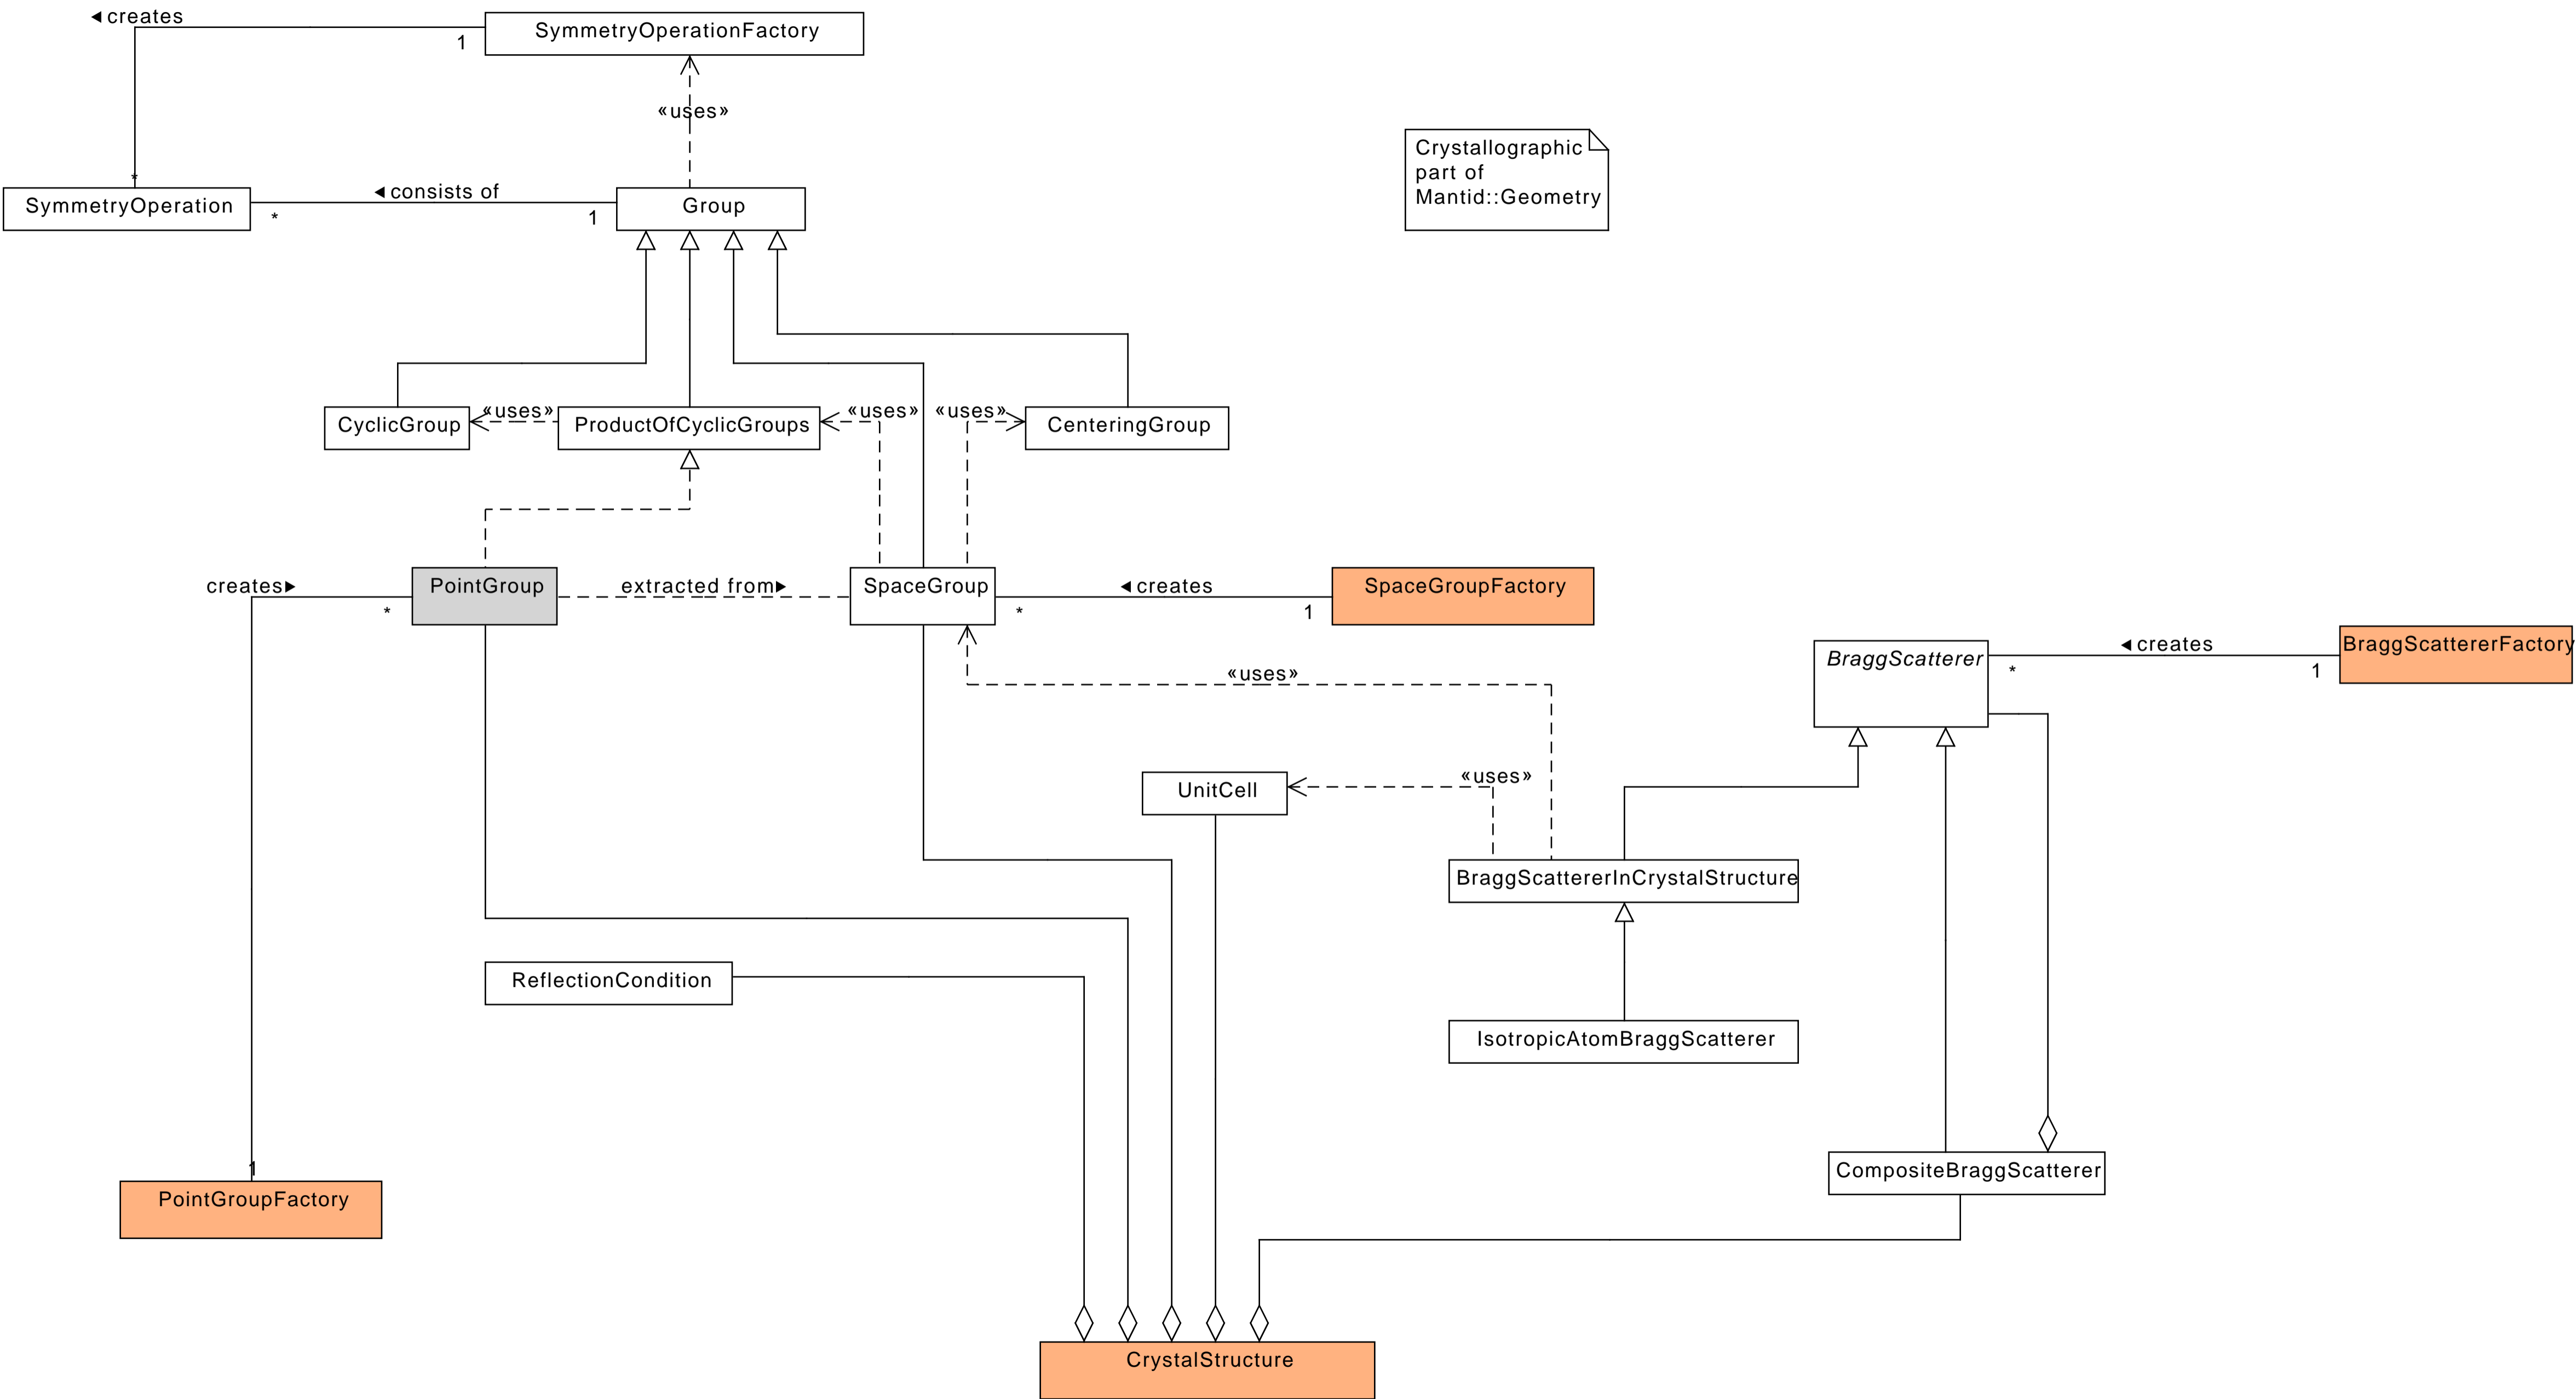 ◄ creates
SymmetryOperationFactory
1
«uses»
Crystallographic
part of
Mantid::Geometry
*
SymmetryOperation
◄ consists of
Group
*
1
CyclicGroup
«uses»
ProductOfCyclicGroups
«uses»
«uses»
CenteringGroup
creates►
PointGroup
extracted from►
SpaceGroup
◄ creates
SpaceGroupFactory
*
*
1
BraggScatterer
◄ creates
BraggScattererFactory
*
1
«uses»
UnitCell
«uses»
BraggScattererInCrystalStructure
ReflectionCondition
IsotropicAtomBraggScatterer
1
PointGroupFactory
CompositeBraggScatterer
CrystalStructure